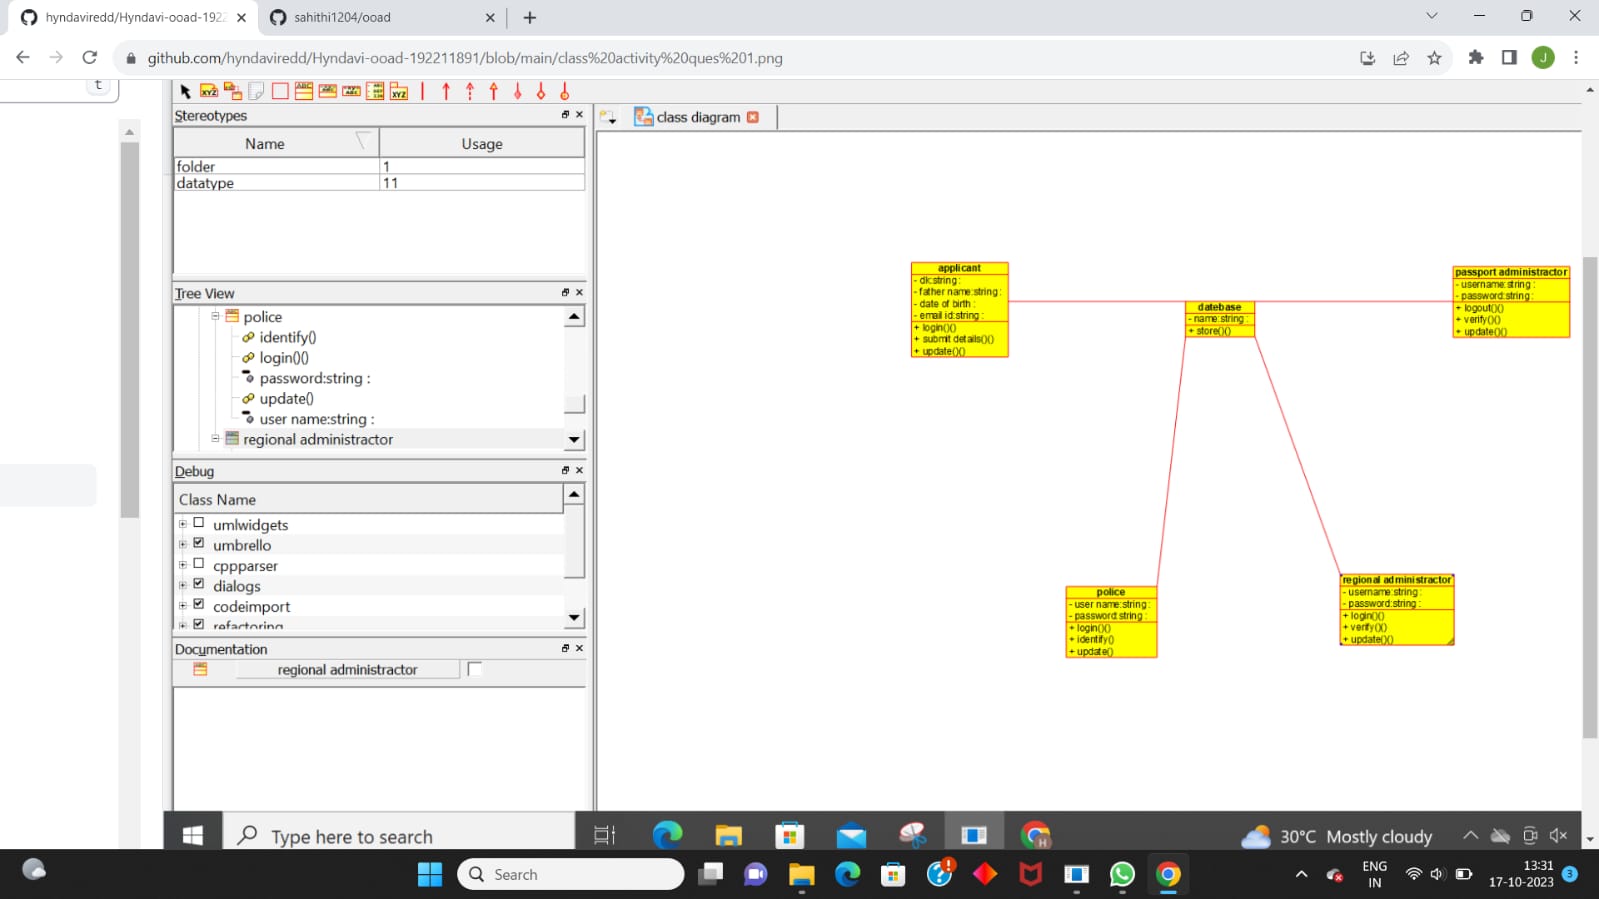 hyndaviredd/Hyndavi-ooad-1922
sahithi1204/ooad
github.com/hyndaviredd/Hyndavi-ooad-192211891/blob/main/class%20activity%20ques%201.png
J
t
XYZ
XYZ
Stereotypes
Name Usage
folder 1
datatype 11
Tree View
police
identify()
login()()
password:string :
update()
user name:string :
regional administractor
Debug
Class Name
umlwidgets
umbrello
cppparser
dialogs
codeimport
refactoring
Documentation
regional administractor
class diagram
applicant
- dk:string :
- father name:string :
- date of birth :
- email id:string :
+ login()()
+ submit details()()
+ update()()
datebase
- name:string :
+ store()()
passport administractor
- username:string :
- password:string :
+ logout()()
+ verify()()
+ update()()
police
- user name:string :
- password:string :
+ login()()
+ identify()
+ update()
regional administractor
- username:string :
- password:string :
+ login()()
+ verify()()
+ update()()
Type here to search
H
30°C Mostly cloudy
Search
ENG
IN
13:31
17-10-2023
3